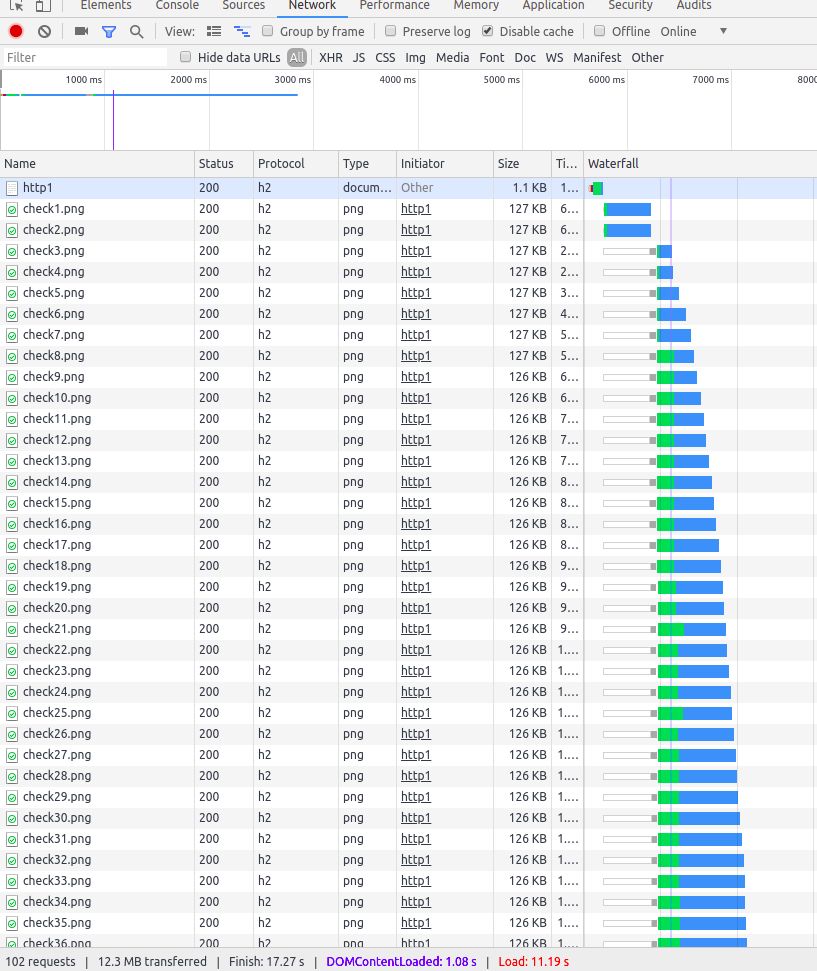 Elements Console Sources Network Performance Memory Application Security Audits
View: Group by frame Preserve log Disable cache Offline Online
Filter Hide data URLs All XHR JS CSS Img Media Font Doc WS Manifest Other
1000 ms 2000 ms 3000 ms 4000 ms 5000 ms 6000 ms 7000 ms 8000
Name Status Protocol Type Initiator Size Ti... Waterfall
http1 200 h2 docum... Other 1.1 KB 1...
check1.png 200 h2 png http1 127 KB 6...
check2.png 200 h2 png http1 127 KB 6...
check3.png 200 h2 png http1 127 KB 2...
check4.png 200 h2 png http1 127 KB 2...
check5.png 200 h2 png http1 127 KB 3...
check6.png 200 h2 png http1 127 KB 4...
check7.png 200 h2 png http1 127 KB 5...
check8.png 200 h2 png http1 127 KB 5...
check9.png 200 h2 png http1 126 KB 6...
check10.png 200 h2 png http1 126 KB 6...
check11.png 200 h2 png http1 126 KB 7...
check12.png 200 h2 png http1 126 KB 7...
check13.png 200 h2 png http1 126 KB 7...
check14.png 200 h2 png http1 126 KB 8...
check15.png 200 h2 png http1 126 KB 8...
check16.png 200 h2 png http1 126 KB 8...
check17.png 200 h2 png http1 126 KB 8...
check18.png 200 h2 png http1 126 KB 9...
check19.png 200 h2 png http1 126 KB 9...
check20.png 200 h2 png http1 126 KB 9...
check21.png 200 h2 png http1 126 KB 9...
check22.png 200 h2 png http1 126 KB 1....
check23.png 200 h2 png http1 126 KB 1....
check24.png 200 h2 png http1 126 KB 1....
check25.png 200 h2 png http1 126 KB 1....
check26.png 200 h2 png http1 126 KB 1....
check27.png 200 h2 png http1 126 KB 1....
check28.png 200 h2 png http1 126 KB 1....
check29.png 200 h2 png http1 126 KB 1....
check30.png 200 h2 png http1 126 KB 1....
check31.png 200 h2 png http1 126 KB 1....
check32.png 200 h2 png http1 126 KB 1....
check33.png 200 h2 png http1 126 KB 1....
check34.png 200 h2 png http1 126 KB 1....
check35.png 200 h2 png http1 126 KB 1....
check36.png 200 h2 png http1 126 KB 1....
102 requests | 12.3 MB transferred | Finish: 17.27 s | DOMContentLoaded: 1.08 s | Load: 11.19 s